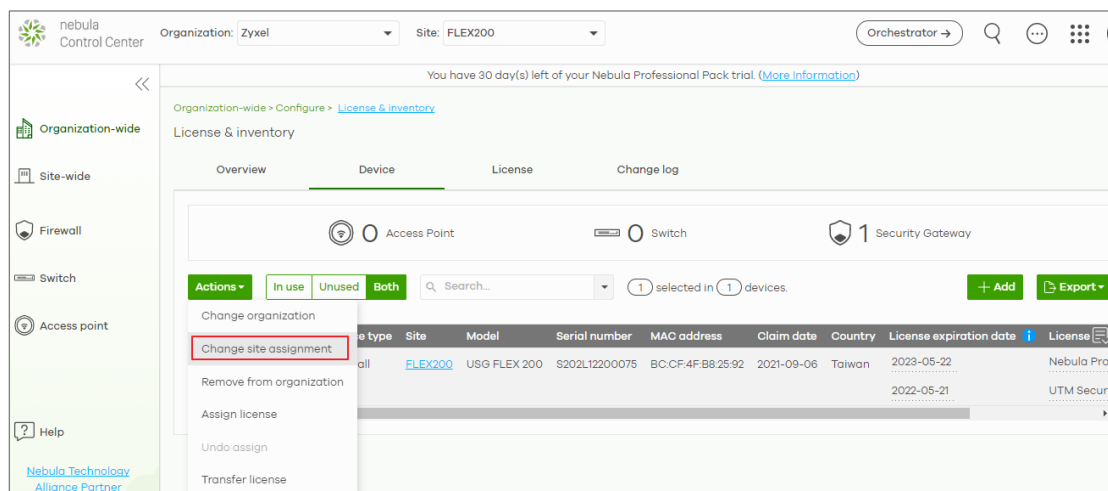 nebula
Control Center
Organization: Zyxel
Site: FLEX200
Orchestrator →
You have 30 day(s) left of your Nebula Professional Pack trial. (More information)
Organization-wide > Configure > License & inventory
License & inventory
Organization-wide
Site-wide
Firewall
Switch
Access point
Help
Nebula Technology
Alliance Partner
Overview Device License Change log
0 Access Point 0 Switch 1 Security Gateway
Actions In use Unused Both Search... 1 selected in 1 devices. + Add Export
Change organization
Change site assignment
Remove from organization
Assign license
Undo assign
Transfer license
e type Site Model Serial number MAC address Claim date Country License expiration date i License
all FLEX200 USG FLEX 200 S202L12200075 BC:CF:4F:B8:25:92 2021-09-06 Taiwan 2023-05-22 Nebula Pro
2022-05-21 UTM Secur